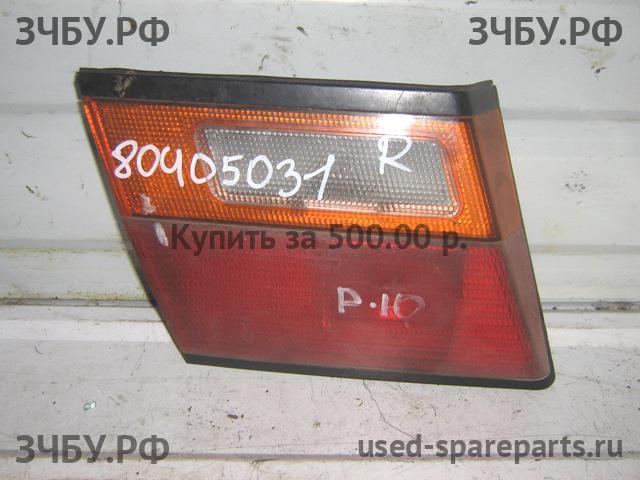 ЗЧБУ.РФ ЗЧБУ.РФ
80405031 R
Купить за 500.00 р.
P-10
ЗЧБУ.РФ used-spareparts.ru